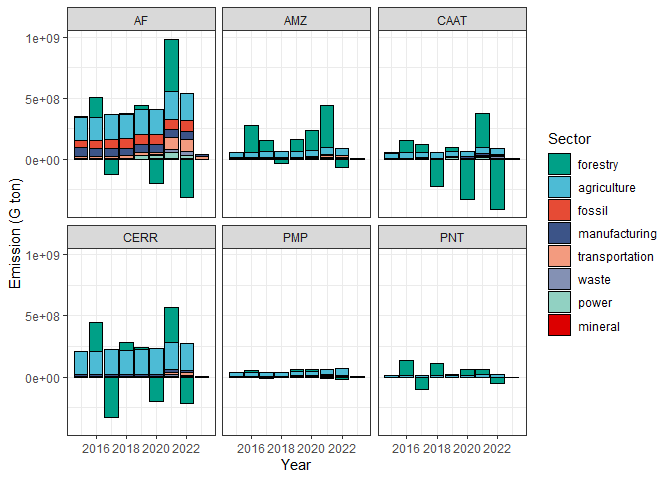 AF AMZ CAAT
1e+09
5e+08
0e+00
CERR PMP PNT
1e+09
5e+08
0e+00
2016 2018 2020 2022 2016 2018 2020 2022 2016 2018 2020 2022
Year
Emission (G ton)
Sector
forestry
agriculture
fossil
manufacturing
transportation
waste
power
mineral